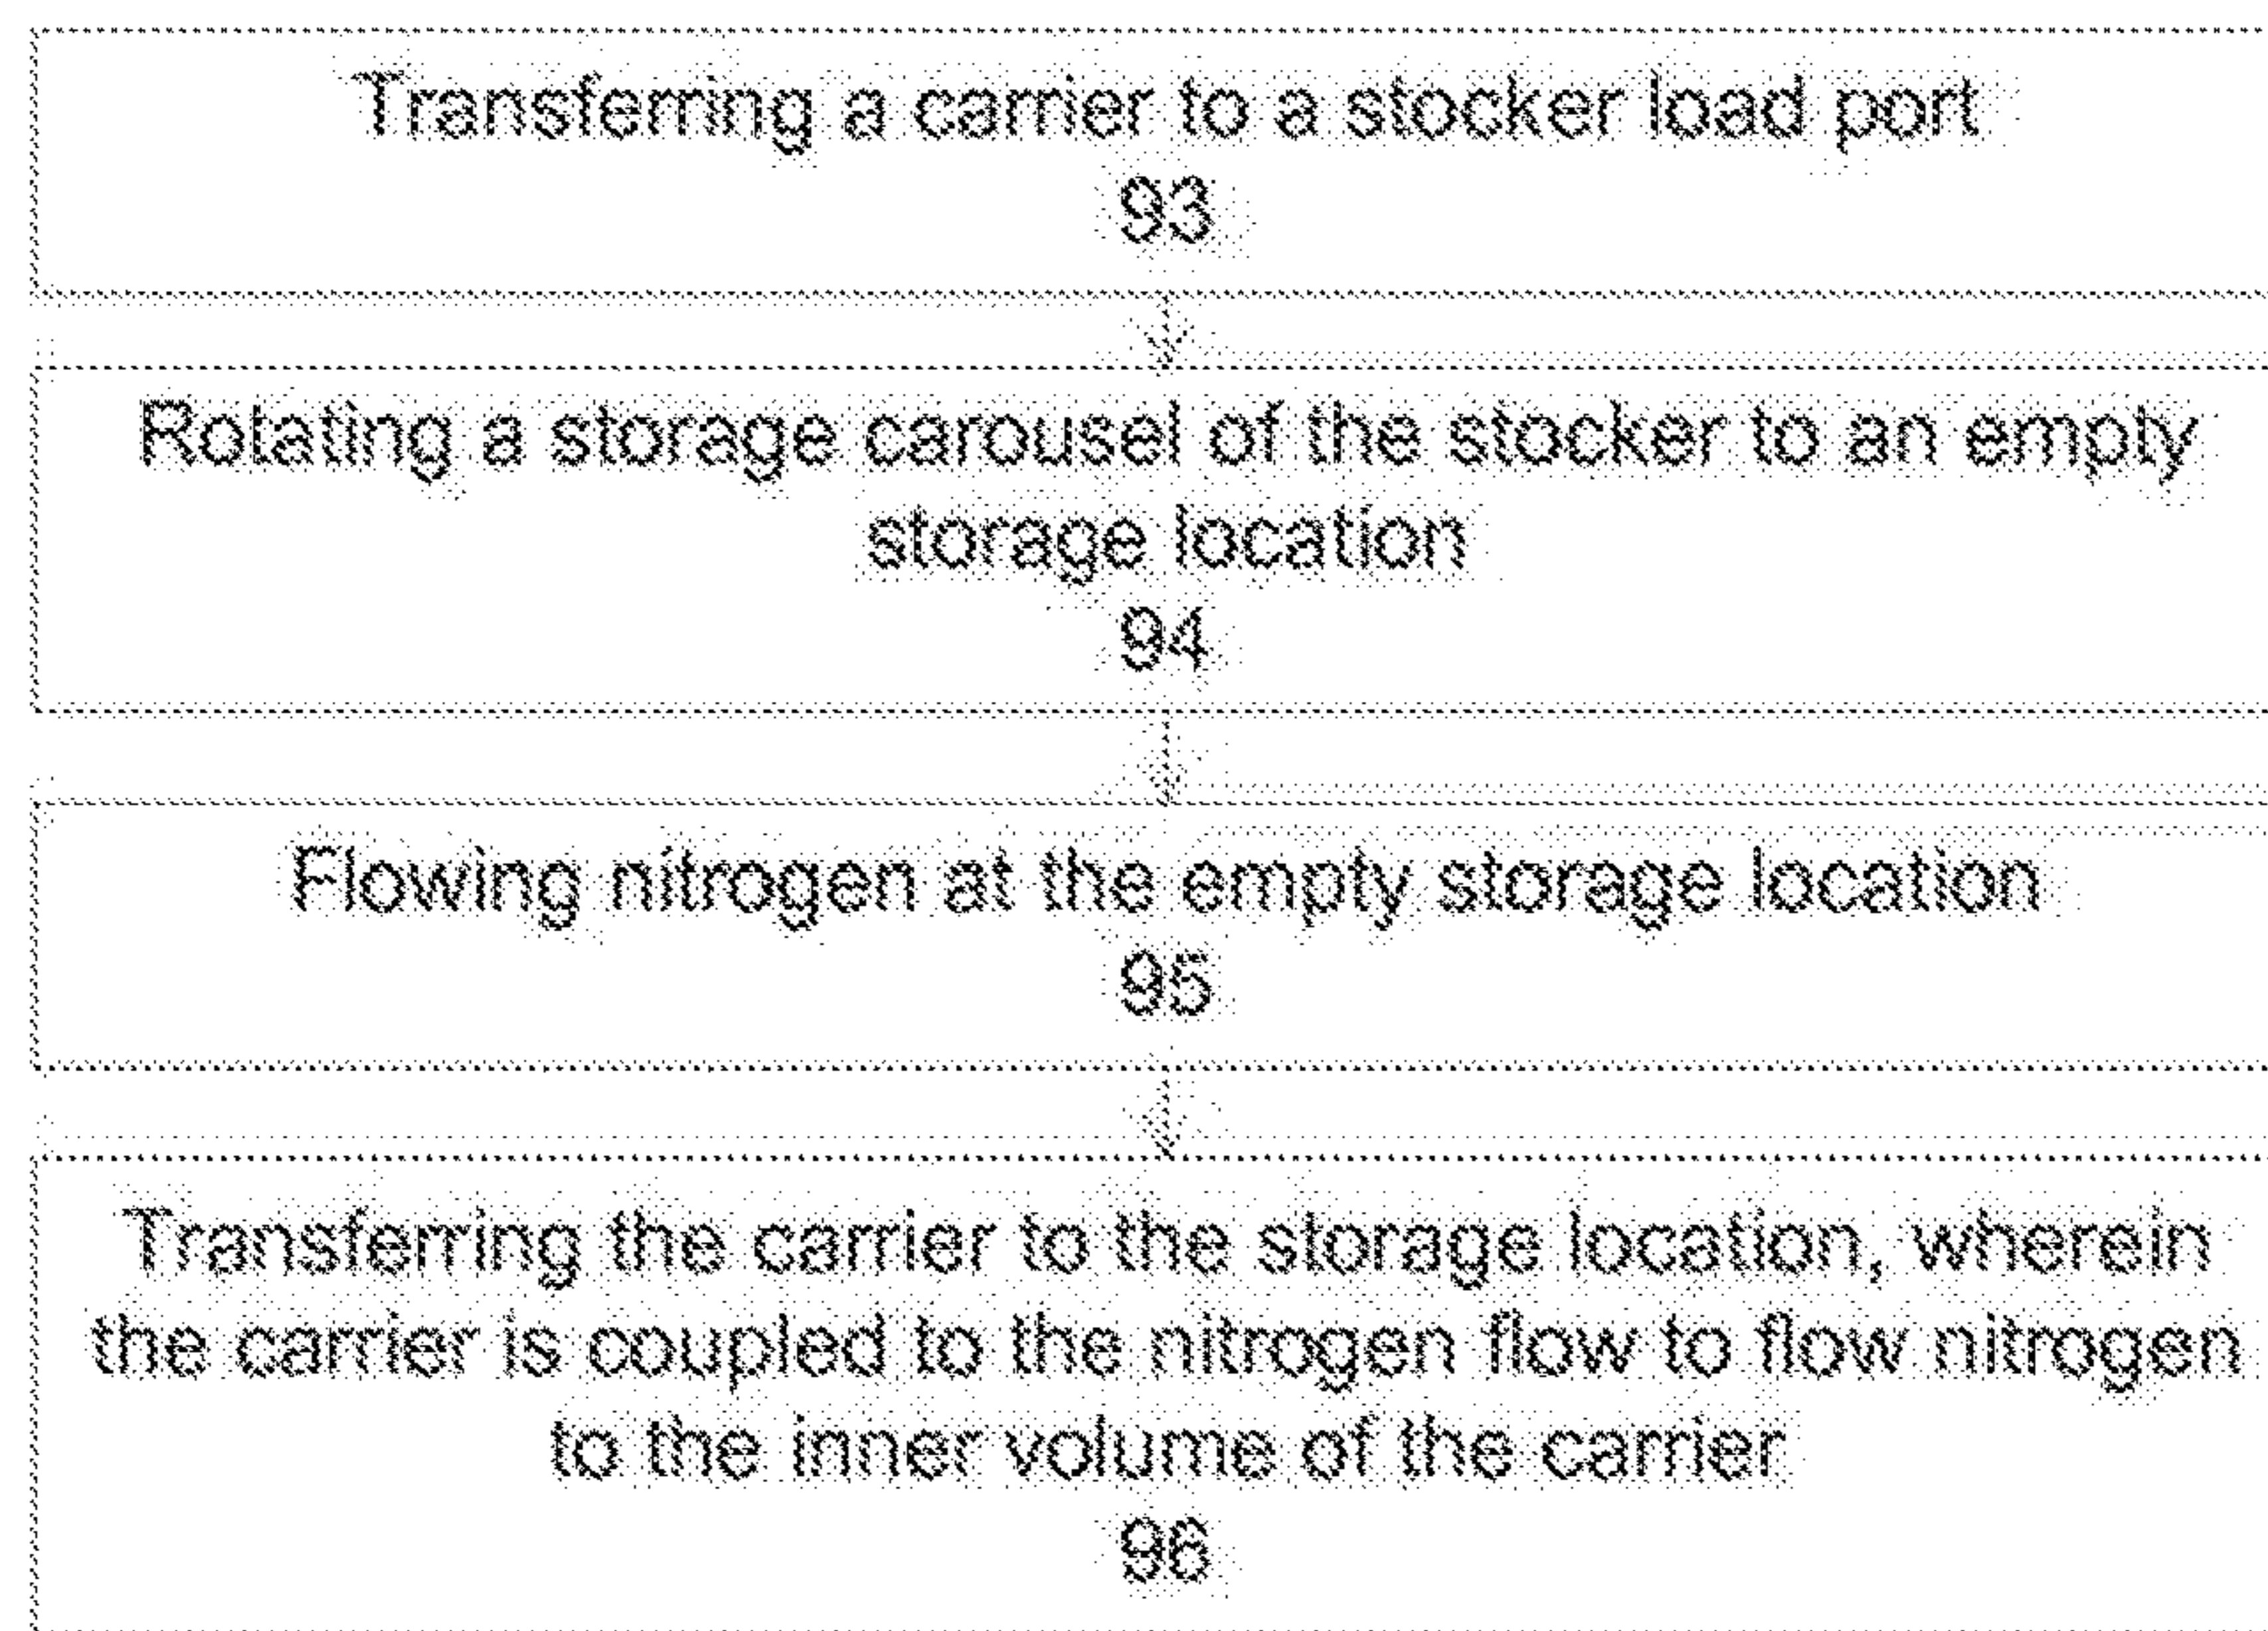 Transferring a carrier to a stocker load port
93
Rotating a storage carousel of the stocker to an empty
storage location
94
Flowing nitrogen at the empty storage location
95
Transferring the carrier to the storage location, wherein
the carrier is coupled to the nitrogen flow to flow nitrogen
to the inner volume of the carrier
96